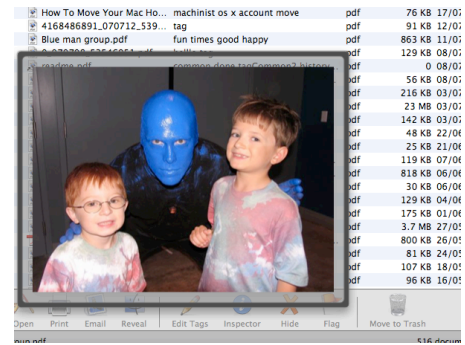 How To Move Your Mac Ho... machinist os x account move pdf 76 KB 17/07
4168486891_070712_539... tag pdf 91 KB 12/07
Blue man group.pdf fun times good happy pdf 863 KB 11/07
pdf 129 KB 08/07
readme.pdf common done tagCommon2 history pdf 0 08/07
pdf 56 KB 08/07
pdf 216 KB 03/07
pdf 23 MB 03/07
pdf 142 KB 03/07
pdf 48 KB 22/06
pdf 25 KB 21/06
pdf 119 KB 07/06
pdf 818 KB 06/06
pdf 30 KB 06/06
pdf 129 KB 04/06
pdf 175 KB 01/06
pdf 3.7 MB 27/05
pdf 800 KB 26/05
pdf 81 KB 24/05
pdf 107 KB 18/05
pdf 96 KB 16/05
Open Print Email Reveal Edit Tags Inspector Hide Flag Move to Trash
oup.pdf 516 docum